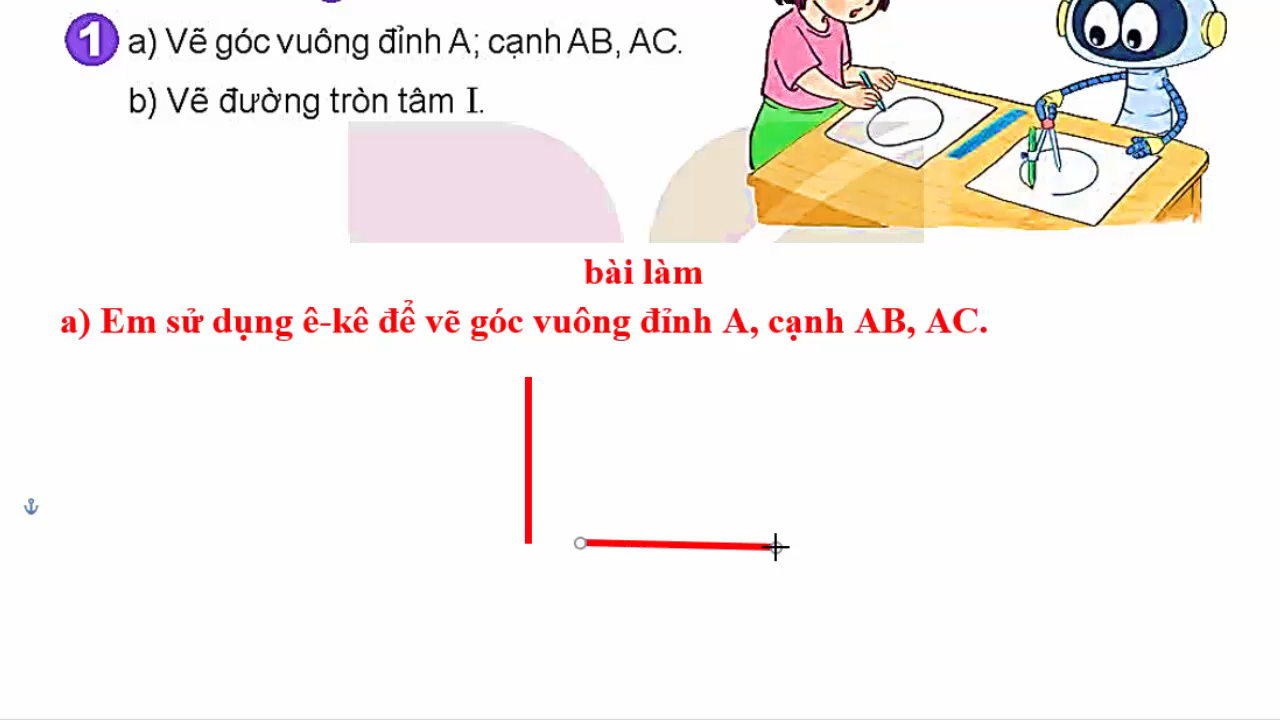 1 a) Vẽ góc vuông đỉnh A; cạnh AB, AC.
b) Vẽ đường tròn tâm I.
bài làm
a) Em sử dụng ê-kê để vẽ góc vuông đỉnh A, cạnh AB, AC.